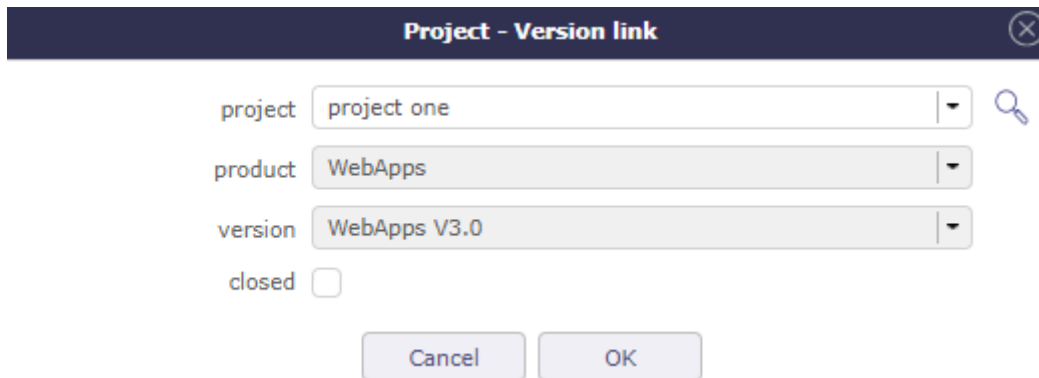 Project - Version link
project project one
product WebApps
version WebApps V3.0
closed
Cancel OK